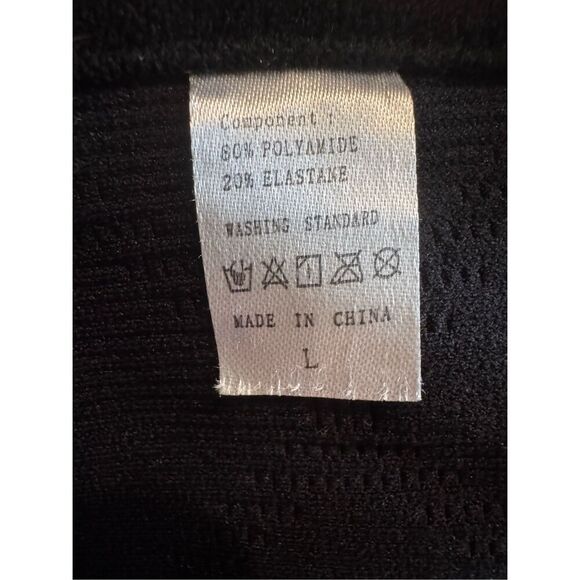 Component :
80% POLYAMIDE
20% ELASTANE
WASHING STANDARD
MADE IN CHINA
L